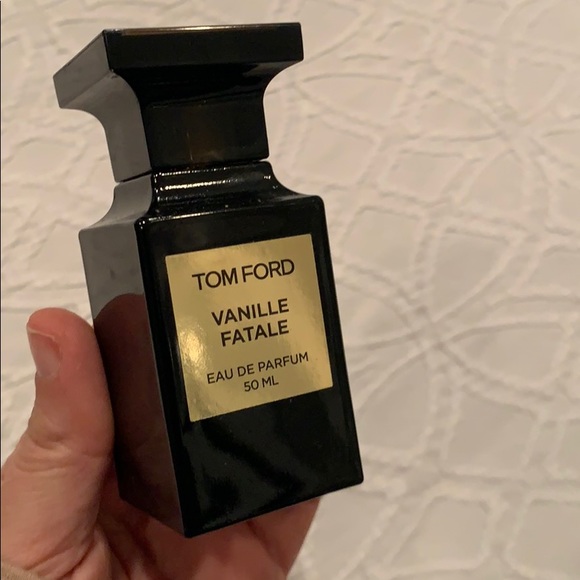 TOM FORD
VANILLE
FATALE
EAU DE PARFUM
50 ML